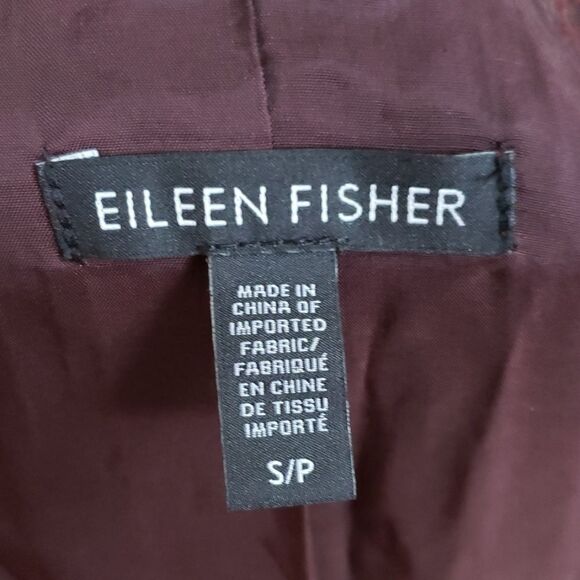 EILEEN FISHER
MADE IN
CHINA OF
IMPORTED
FABRIC/
FABRIQUÉ
EN CHINE
DE TISSU
IMPORTÉ
S/P